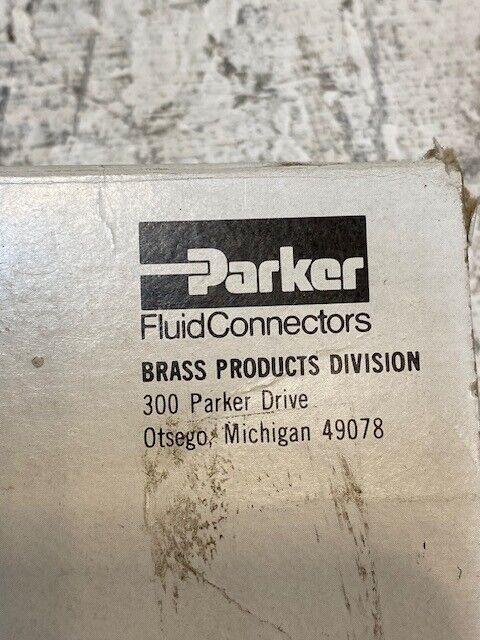 Parker
FluidConnectors
BRASS PRODUCTS DIVISION
300 Parker Drive
Otsego, Michigan 49078